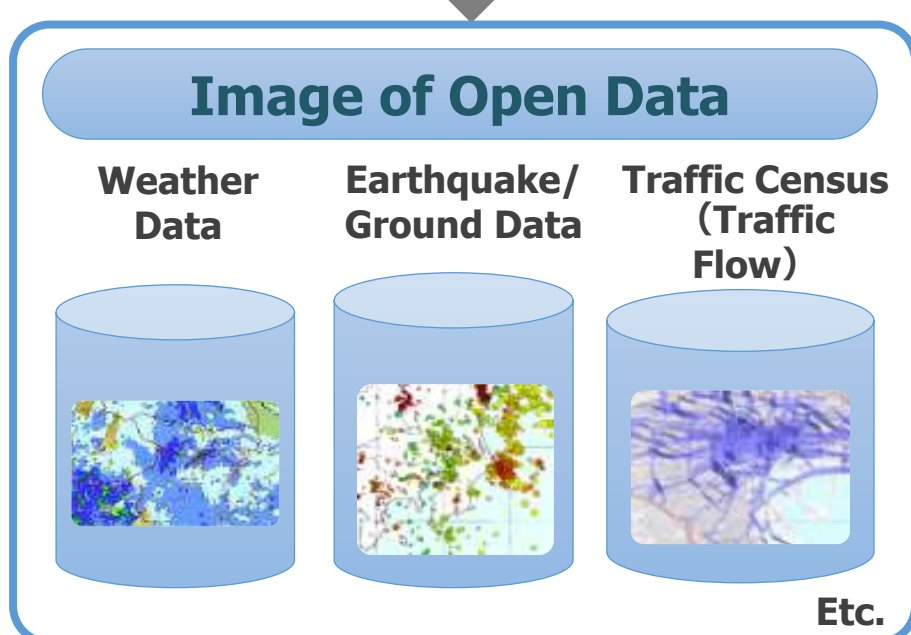 Image of Open Data
Weather
Data
Earthquake/
Ground Data
Traffic Census
（Traffic
Flow）
Etc.